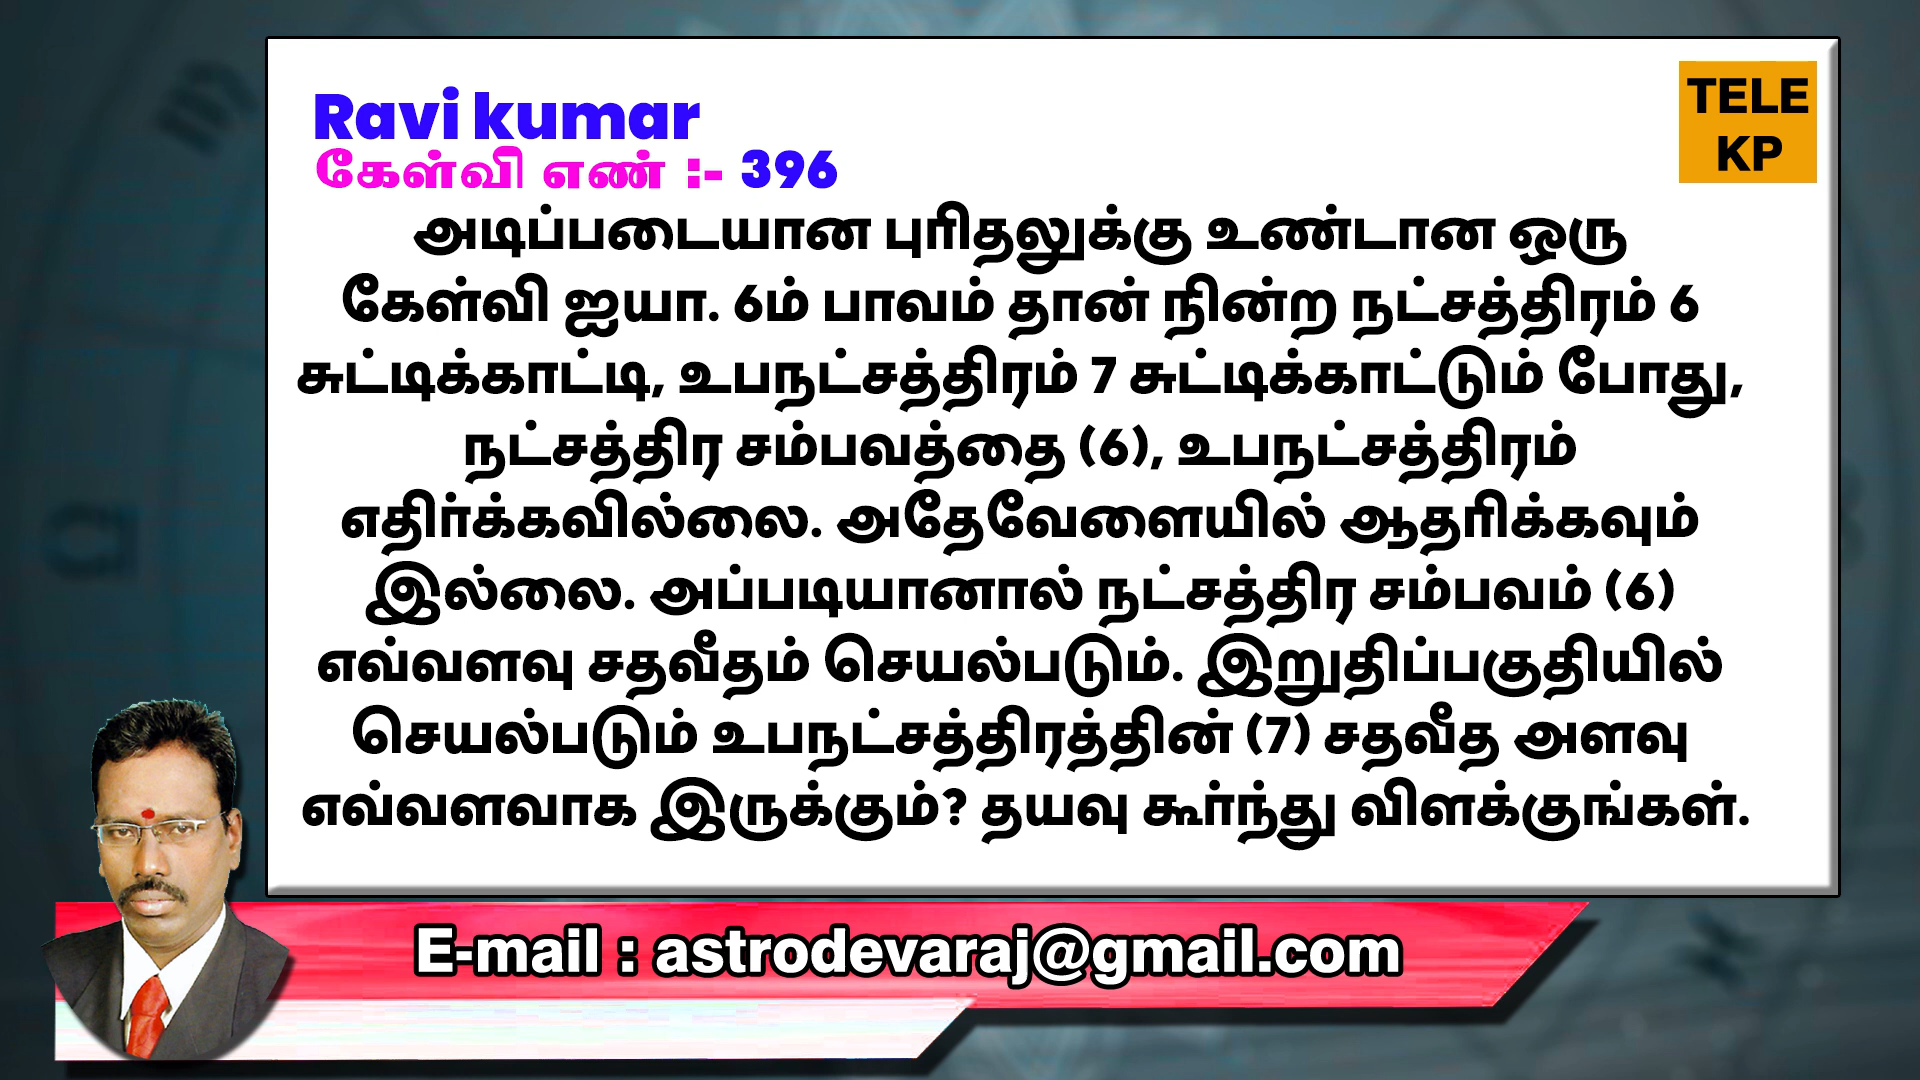 Ravi kumar
TELE
KP
கேள்வி எண் :- 396
அடிப்படையான புரிதலுக்கு உண்டான ஒரு
கேள்வி ஐயா. 6ம் பாவம் தான் நின்ற நட்சத்திரம் 6
சுட்டிக்காட்டி, உபநட்சத்திரம் 7 சுட்டிக்காட்டும் போது,
நட்சத்திர சம்பவத்தை (6), உபநட்சத்திரம்
எதிர்க்கவில்லை. அதேவேளையில் ஆதரிக்கவும்
இல்லை. அப்படியானால் நட்சத்திர சம்பவம் (6)
எவ்வளவு சதவீதம் செயல்படும். இறுதிப்பகுதியில்
செயல்படும் உபநட்சத்திரத்தின் (7) சதவீத அளவு
எவ்வளவாக இருக்கும்? தயவு கூர்ந்து விளக்குங்கள்.
E-mail : astrodevaraj@gmail.com